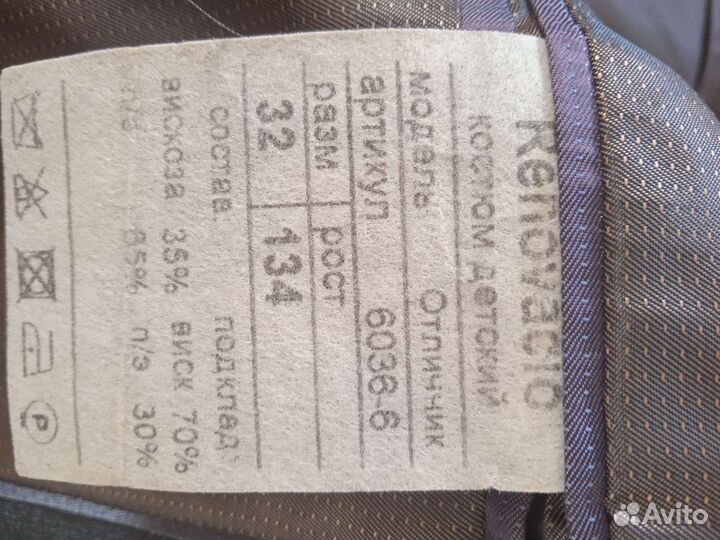 Renovacio
костюм детский
модель Отличник
артикул 6036-6
разм рост
32 134
состав подклад
вискоза 35% виск 70%
п/э 65% п/э 30%
P
Avito